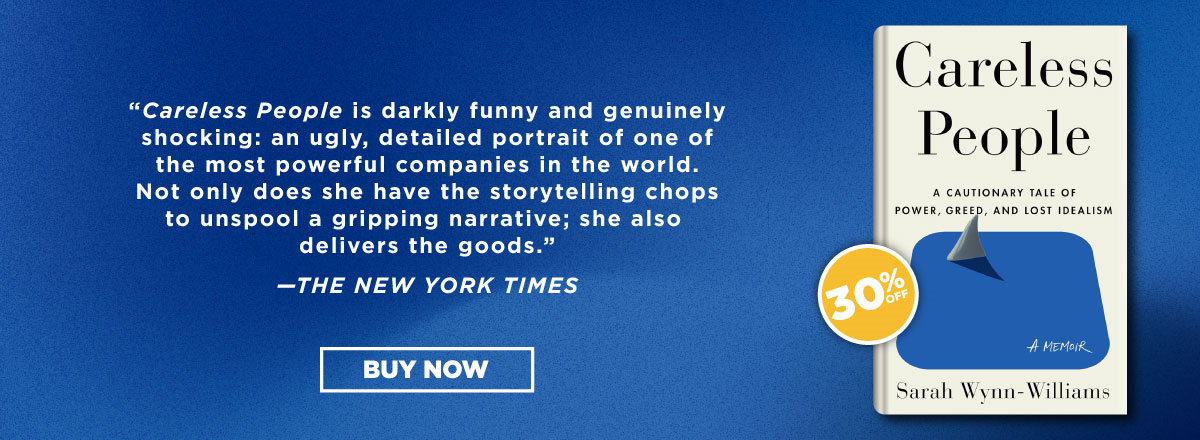 “Careless People is darkly funny and genuinely
shocking: an ugly, detailed portrait of one of
the most powerful companies in the world.
Not only does she have the storytelling chops
to unspool a gripping narrative; she also
delivers the goods.”
—THE NEW YORK TIMES
BUY NOW
Careless
People
A CAUTIONARY TALE OF
POWER, GREED, AND LOST IDEALISM
30% OFF
A MEMOIR
Sarah Wynn-Williams